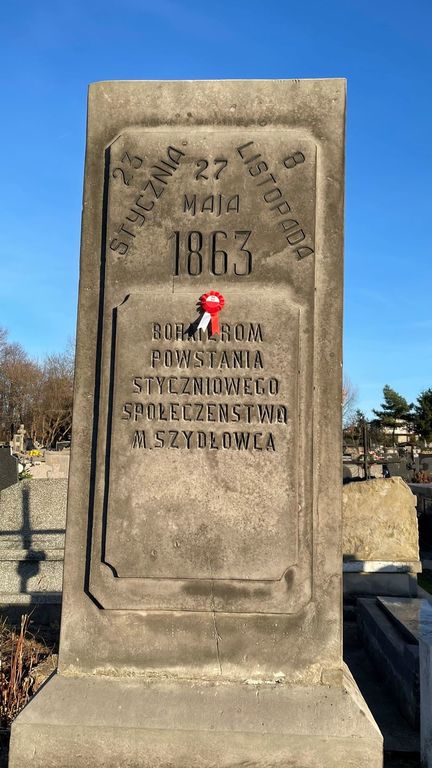 23 STYCZNIA
27 MAJA
8 LISTOPADA
1863
BOHATEROM
POWSTANIA
STYCZNIOWEGO
SPOŁECZEŃSTWO
M. SZYDŁOWCA